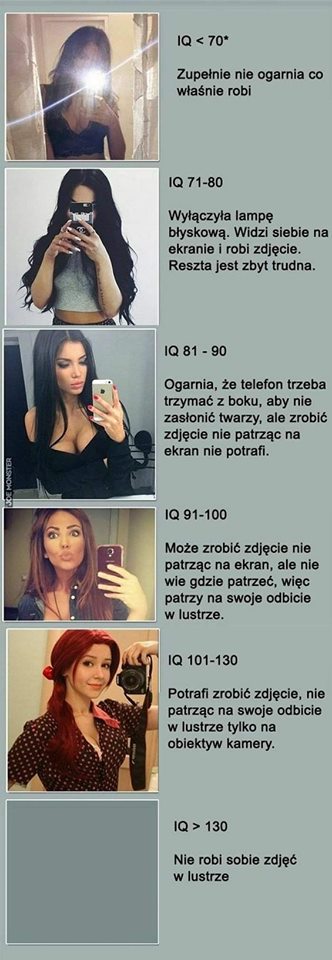 IQ < 70*
Zupełnie nie ogarnia co
właśnie robi
IQ 71-80
Wyłączyła lampę
błyskową. Widzi siebie na
ekranie i robi zdjęcie.
Reszta jest zbyt trudna.
IQ 81 - 90
Ogarnia, że telefon trzeba
trzymać z boku, aby nie
zasłonić twarzy, ale zrobić
zdjęcie nie patrząc na
ekran nie potrafi.
JOE MONSTER
IQ 91-100
Może zrobić zdjęcie nie
patrząc na ekran, ale nie
wie gdzie patrzeć, więc
patrzy na swoje odbicie
w lustrze.
IQ 101-130
Potrafi zrobić zdjęcie, nie
patrząc na swoje odbicie
w lustrze tylko na
obiektyw kamery.
IQ > 130
Nie robi sobie zdjęć
w lustrze